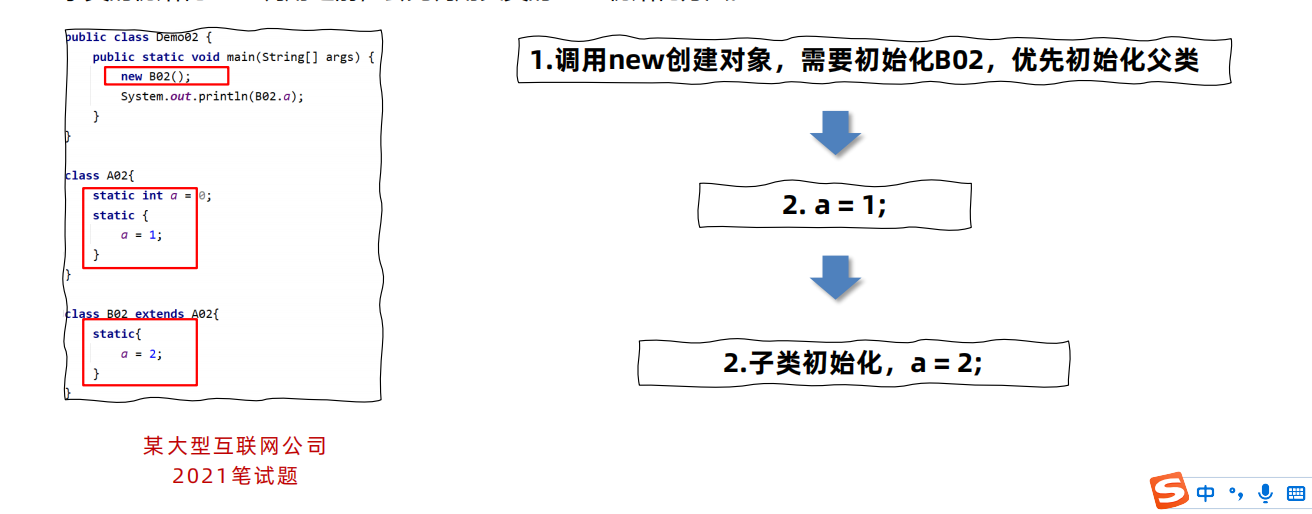 public class Demo02 {
public static void main(String[] args) {
new B02();
System.out.println(B02.a);
}
}
class A02{
static int a = 0;
static {
a = 1;
}
}
class B02 extends A02{
static{
a = 2;
}
}
某大型互联网公司
2021笔试题
1.调用new创建对象，需要初始化B02，优先初始化父类
2. a = 1;
2.子类初始化，a = 2;
S 中